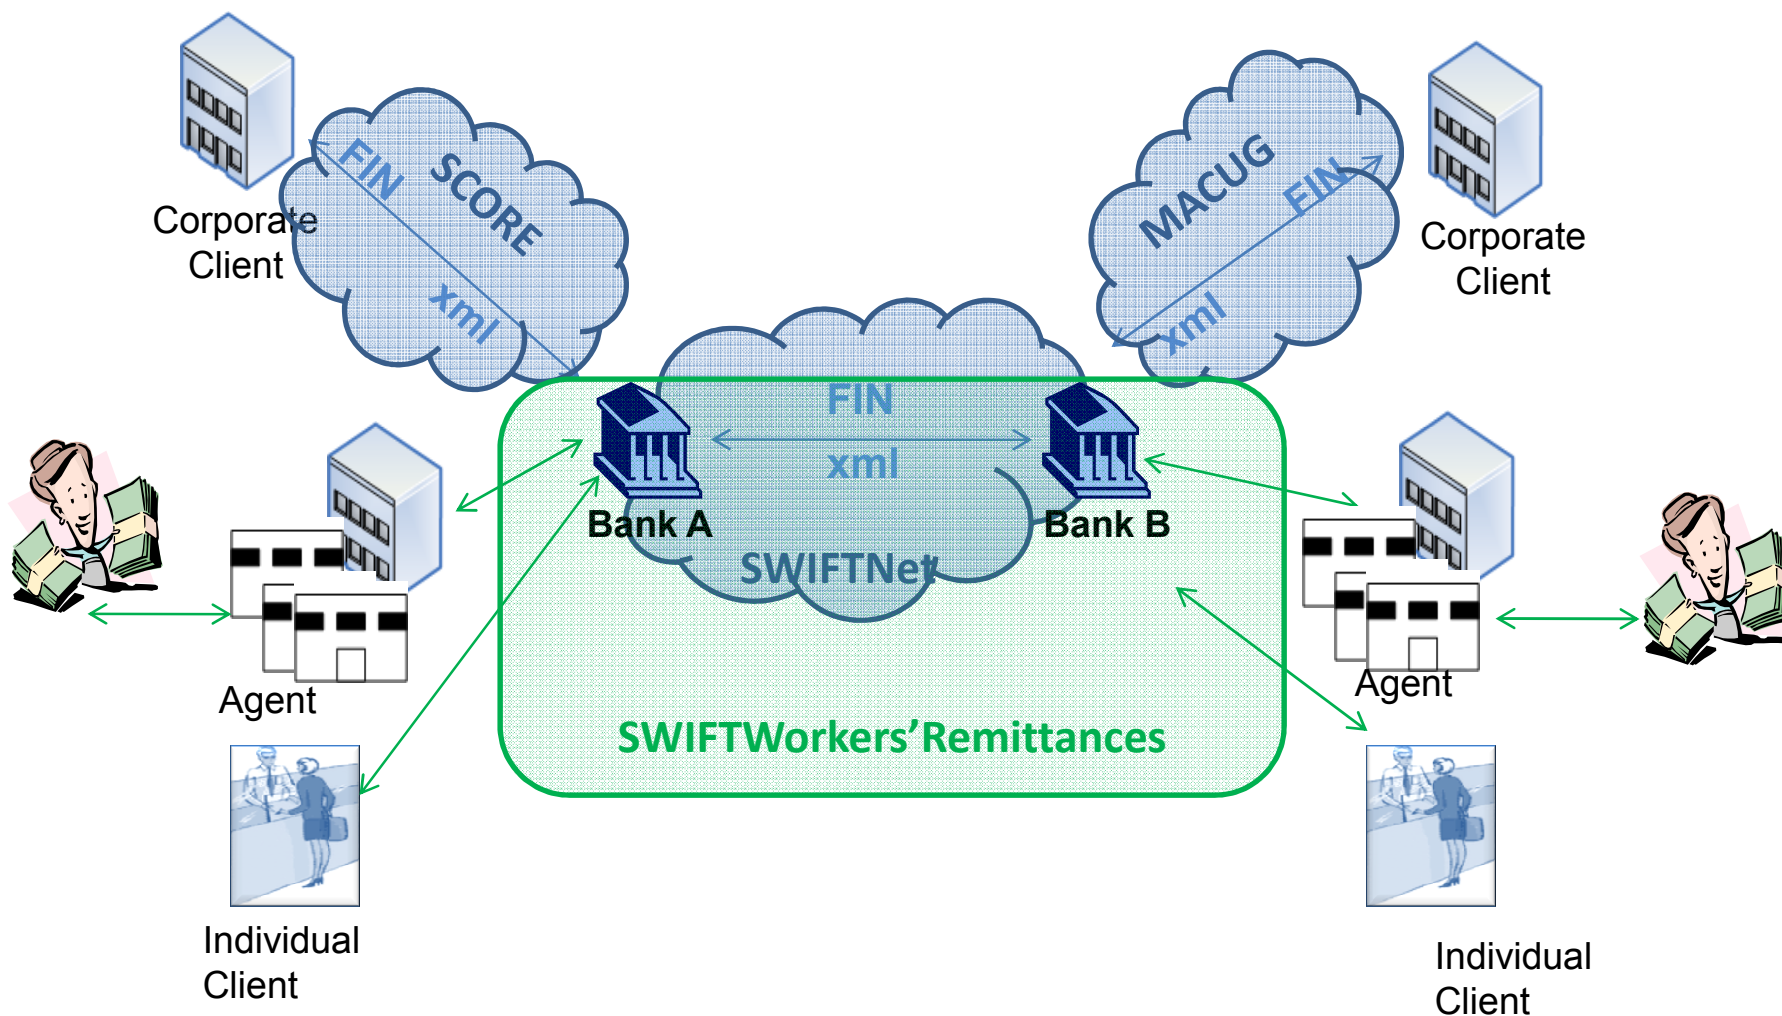 Corporate
Client
FIN
SCORE
xml
MACUG
FIN
xml
Corporate
Client
FIN
xml
Bank A
Bank B
SWIFTNet
Agent
Agent
SWIFTWorkers’Remittances
Individual
Client
Individual
Client